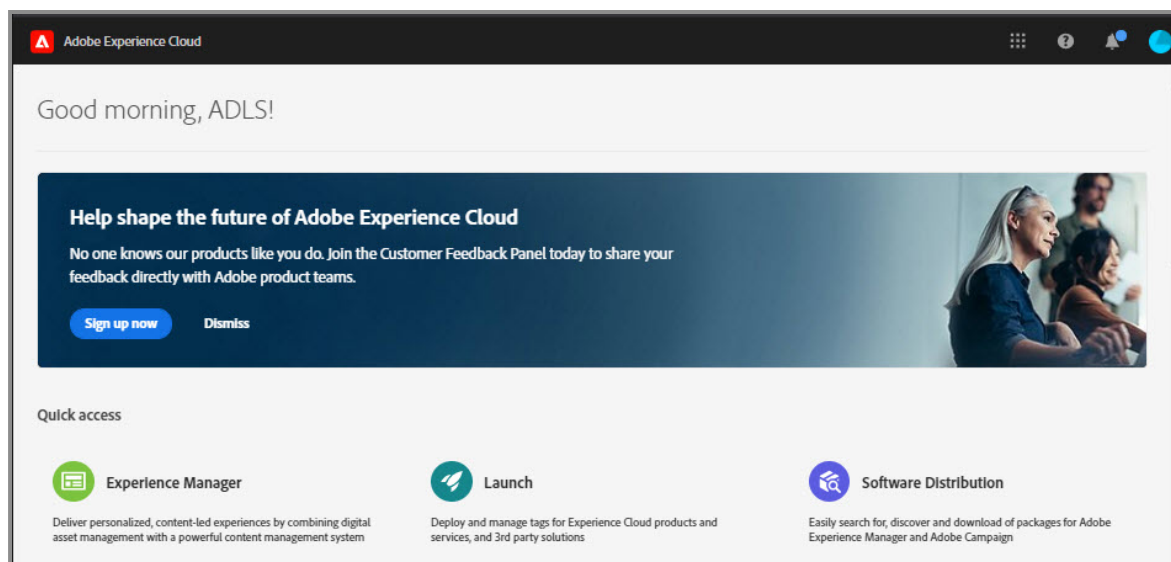 Adobe Experience Cloud
Good morning, ADLS!
Help shape the future of Adobe Experience Cloud
No one knows our products like you do. Join the Customer Feedback Panel today to share your
feedback directly with Adobe product teams.
Sign up now Dismiss
Quick access
Experience Manager
Deliver personalized, content-led experiences by combining digital
asset management with a powerful content management system
Launch
Deploy and manage tags for Experience Cloud products and
services, and 3rd party solutions
Software Distribution
Easily search for, discover and download of packages for Adobe
Experience Manager and Adobe Campaign